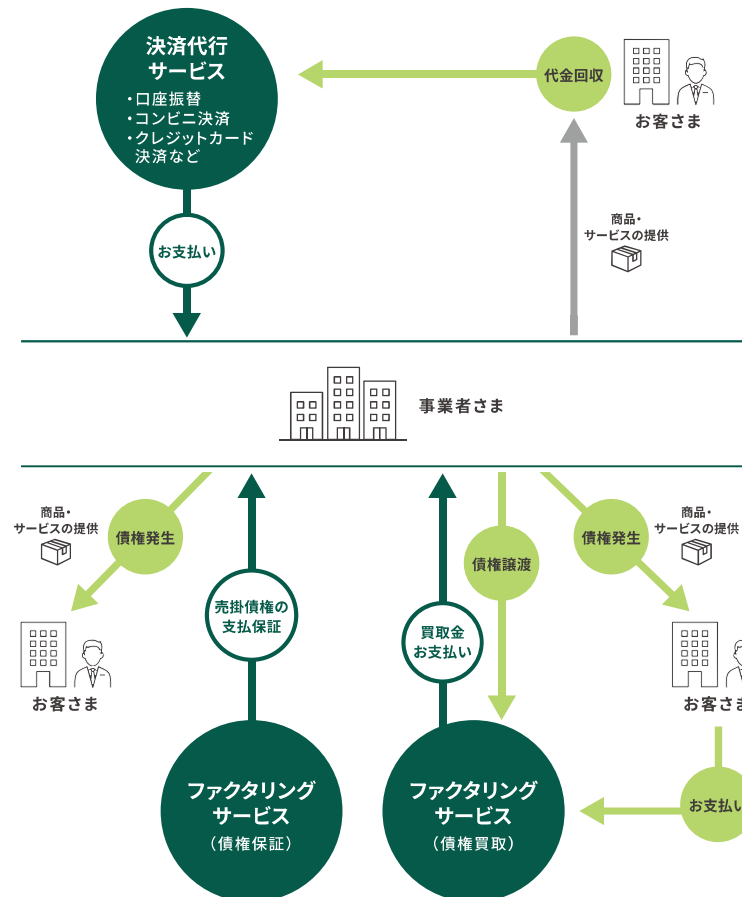 決済代行
サービス
・口座振替
・コンビニ決済
・クレジットカード
決済など
代金回収
お客さま
お支払い
商品・
サービスの提供
事業者さま
商品・
サービスの提供
債権発生
お客さま
売掛債権の
支払保証
買取金
お支払い
債権譲渡
債権発生
商品・
サービスの提供
お客さま
お支払い
ファクタリング
サービス
（債権保証）
ファクタリング
サービス
（債権買取）